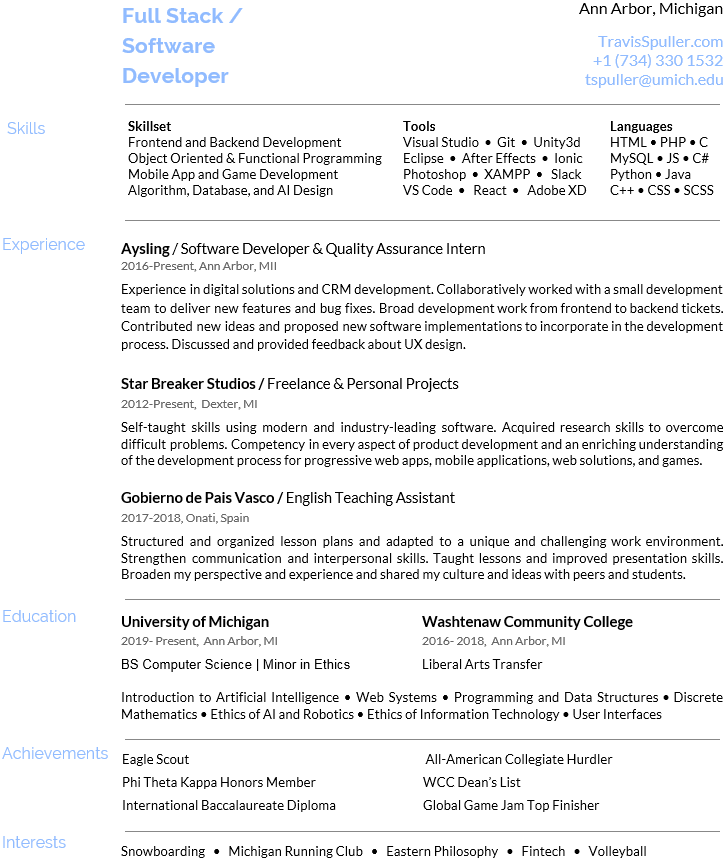 Full Stack /
Software
Developer
Ann Arbor, Michigan
TravisSpuller.com
+1 (734) 330 1532
tspuller@umich.edu
Skills
Skillset
Frontend and Backend Development
Object Oriented & Functional Programming
Mobile App and Game Development
Algorithm, Database, and AI Design
Tools
Visual Studio • Git • Unity3d
Eclipse • After Effects • Ionic
Photoshop • XAMPP • Slack
VS Code • React • Adobe XD
Languages
HTML • PHP • C
MySQL • JS • C#
Python • Java
C++ • CSS • SCSS
Experience
Aysling / Software Developer & Quality Assurance Intern
2016-Present, Ann Arbor, MII
Experience in digital solutions and CRM development. Collaboratively worked with a small development
team to deliver new features and bug fixes. Broad development work from frontend to backend tickets.
Contributed new ideas and proposed new software implementations to incorporate in the development
process. Discussed and provided feedback about UX design.
Star Breaker Studios / Freelance & Personal Projects
2012-Present, Dexter, MI
Self-taught skills using modern and industry-leading software. Acquired research skills to overcome
difficult problems. Competency in every aspect of product development and an enriching understanding
of the development process for progressive web apps, mobile applications, web solutions, and games.
Gobierno de Pais Vasco / English Teaching Assistant
2017-2018, Onati, Spain
Structured and organized lesson plans and adapted to a unique and challenging work environment.
Strengthen communication and interpersonal skills. Taught lessons and improved presentation skills.
Broaden my perspective and experience and shared my culture and ideas with peers and students.
Education
University of Michigan
2019- Present, Ann Arbor, MI
BS Computer Science | Minor in Ethics
Washtenaw Community College
2016- 2018, Ann Arbor, MI
Liberal Arts Transfer
Introduction to Artificial Intelligence • Web Systems • Programming and Data Structures • Discrete
Mathematics • Ethics of AI and Robotics • Ethics of Information Technology • User Interfaces
Achievements
Eagle Scout
Phi Theta Kappa Honors Member
International Baccalaureate Diploma
All-American Collegiate Hurdler
WCC Dean's List
Global Game Jam Top Finisher
Interests
Snowboarding • Michigan Running Club • Eastern Philosophy • Fintech • Volleyball